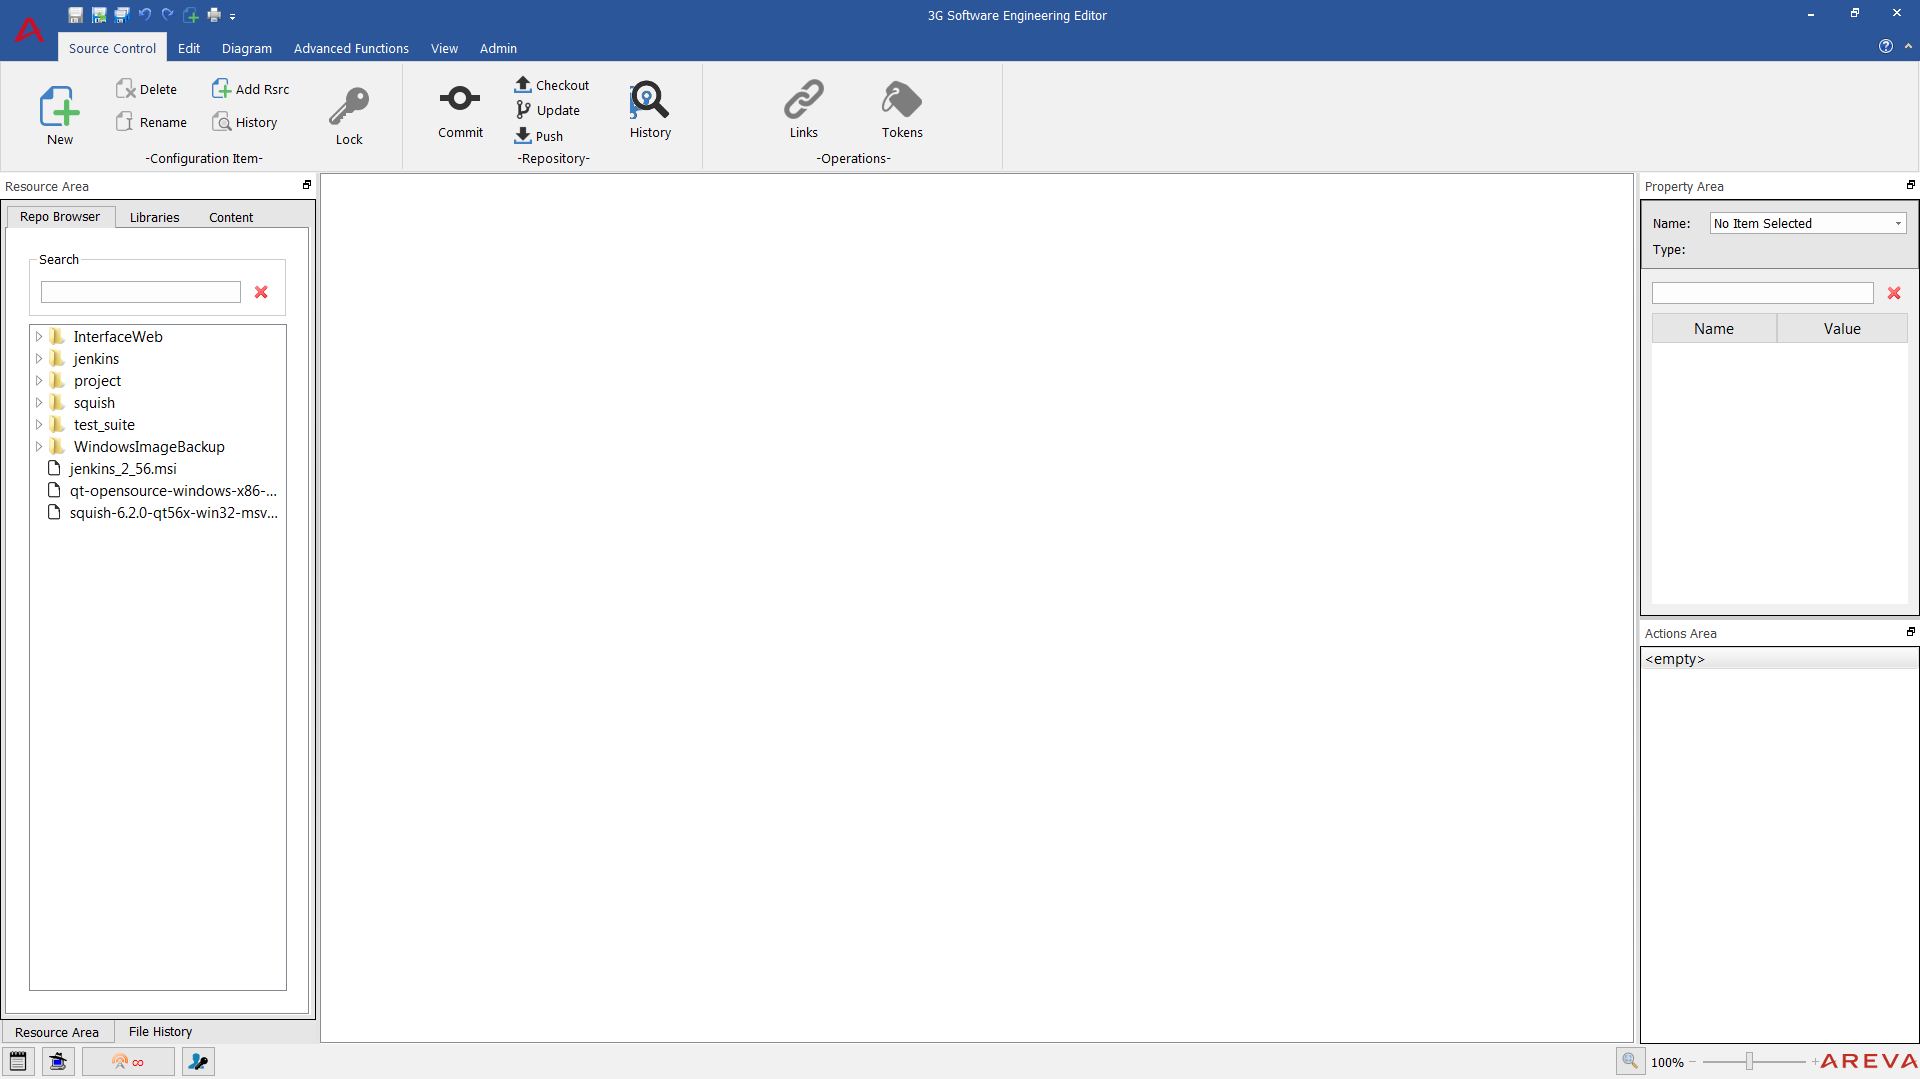 3G Software Engineering Editor
Source Control Edit Diagram Advanced Functions View Admin
New
Delete
Rename
Add Rsrc
History
Lock
-Configuration Item-
Commit
Checkout
Update
Push
History
-Repository-
Links
Tokens
-Operations-
Resource Area
Repo Browser Libraries Content
Search
InterfaceWeb
jenkins
project
squish
test_suite
WindowsImageBackup
jenkins_2_56.msi
qt-opensource-windows-x86-...
squish-6.2.0-qt56x-win32-msv...
Resource Area File History
Property Area
Name: No Item Selected
Type:
Name Value
Actions Area
<empty>
100%
AREVA